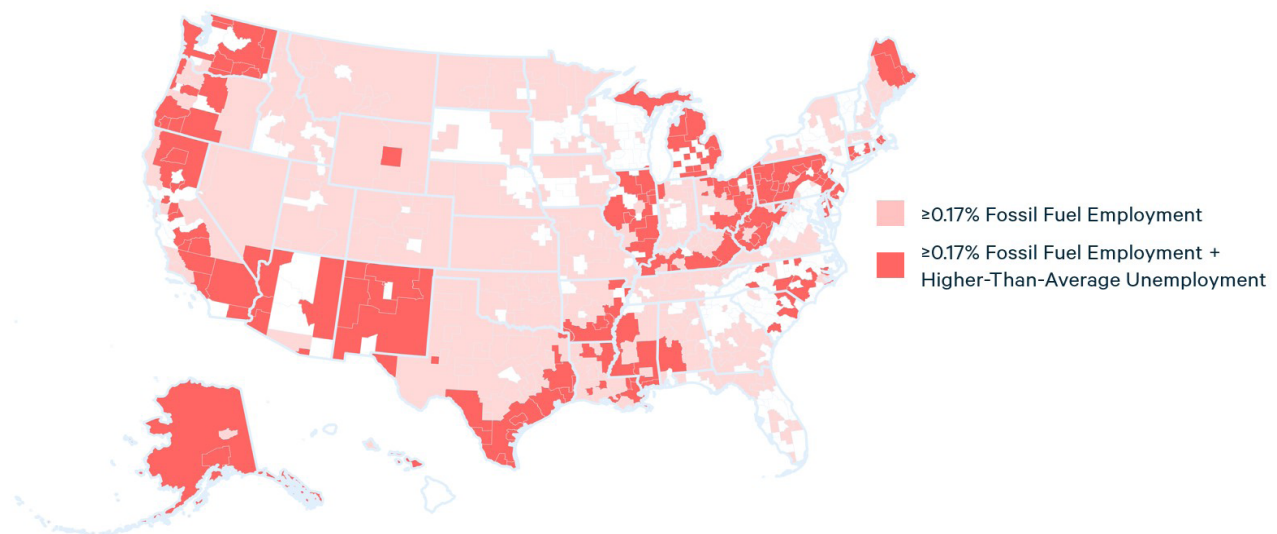 ≥0.17% Fossil Fuel Employment
≥0.17% Fossil Fuel Employment +
Higher-Than-Average Unemployment